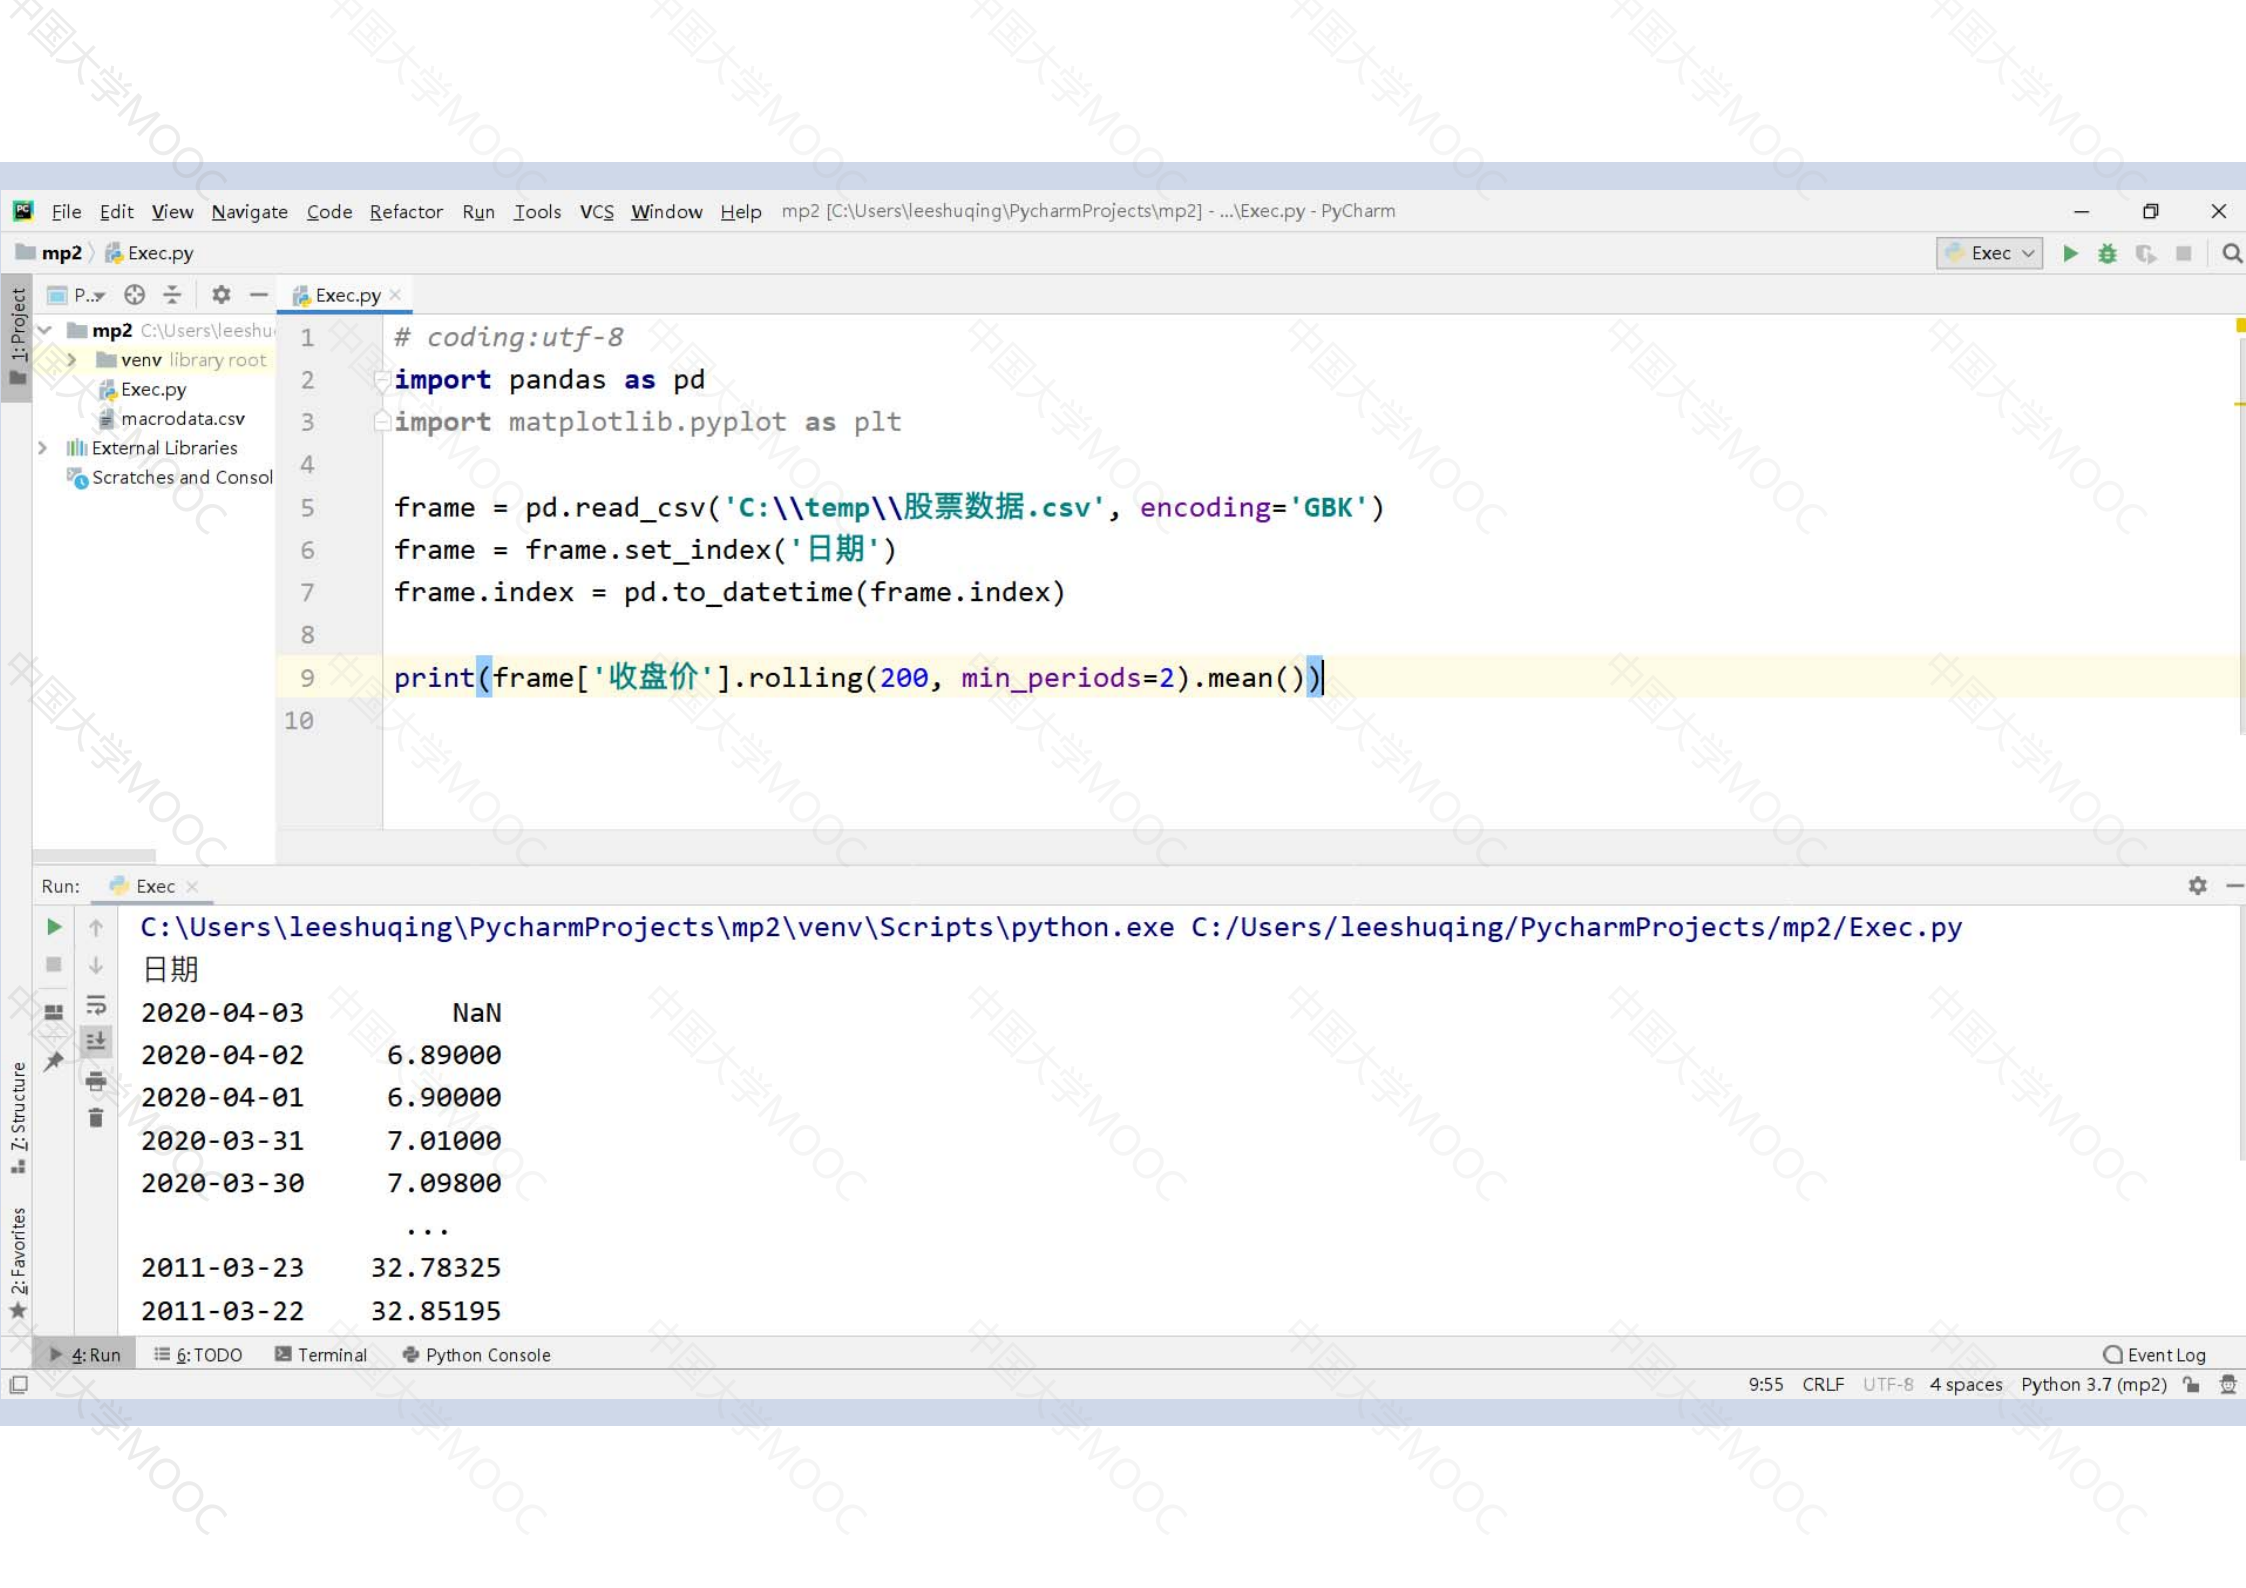 File Edit View Navigate Code Refactor Run Tools VCS Window Help mp2 [C:\Users\leeshuqing\PycharmProjects\mp2] - ...\Exec.py - PyCharm
mp2 Exec.py Exec
1: Project P.. Exec.py
mp2 C:\Users\leeshu
venv library root
Exec.py
macrodata.csv
External Libraries
Scratches and Consol
1 # coding:utf-8
2 import pandas as pd
3 import matplotlib.pyplot as plt
4
5 frame = pd.read_csv('C:\\temp\\股票数据.csv', encoding='GBK')
6 frame = frame.set_index('日期')
7 frame.index = pd.to_datetime(frame.index)
8
9 print(frame['收盘价'].rolling(200, min_periods=2).mean())
10
Run: Exec
C:\Users\leeshuqing\PycharmProjects\mp2\venv\Scripts\python.exe C:/Users/leeshuqing/PycharmProjects/mp2/Exec.py
日期
2020-04-03 NaN
2020-04-02 6.89000
2020-04-01 6.90000
2020-03-31 7.01000
2020-03-30 7.09800
...
2011-03-23 32.78325
2011-03-22 32.85195
7: Structure
2: Favorites
4: Run 6: TODO Terminal Python Console Event Log
9:55 CRLF UTF-8 4 spaces Python 3.7 (mp2)
中国大学MOOC